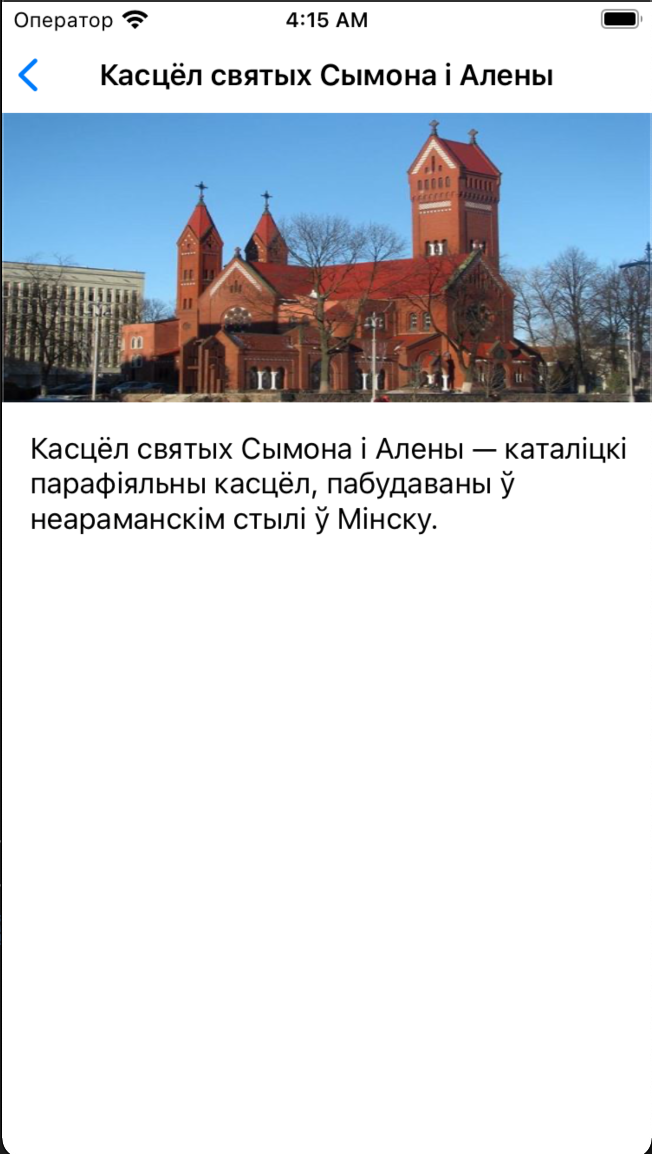 Оператор 4:15 AM
Касцёл святых Сымона і Алены
Касцёл святых Сымона і Алены — каталіцкі
парафіяльны касцёл, пабудаваны ў
неараманскім стылі ў Мінску.